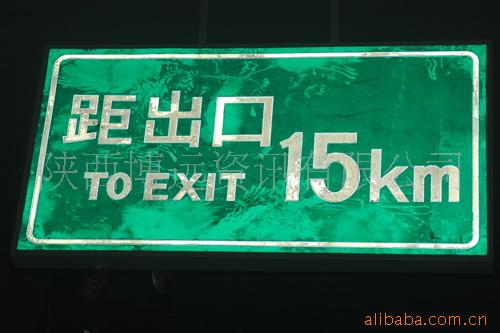 距出口
TO EXIT
15km
陕西博远资讯有限公司
alibaba.com.cn